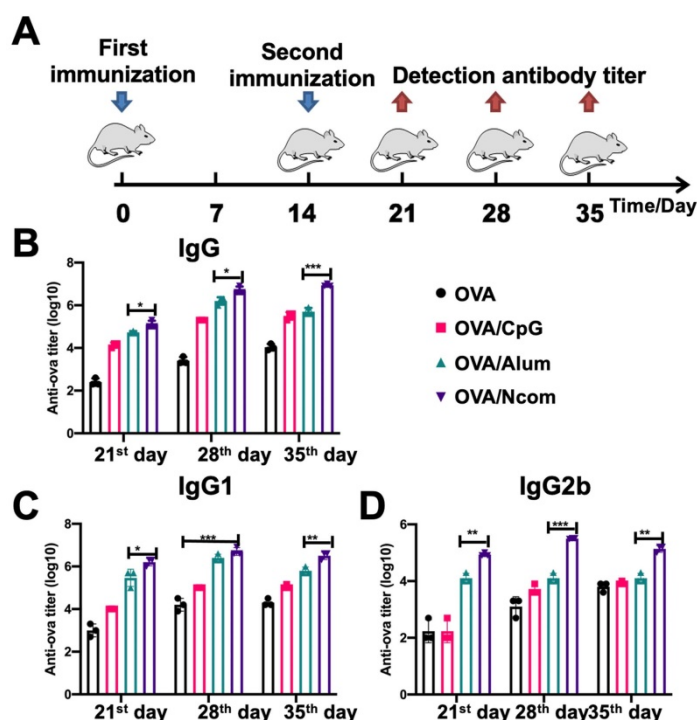 A
First immunization
Second immunization
Detection antibody titer
0 7 14 21 28 35 Time/Day
B
IgG
Anti-ova titer (log10)
8
6
4
2
0
* * ***
21st day 28th day 35th day
OVA
OVA/CpG
OVA/Alum
OVA/Ncom
C
IgG1
Anti-ova titer (log10)
8
6
4
2
0
* *** **
21st day 28th day 35th day
D
IgG2b
Anti-ova titer (log10)
6
4
2
0
** *** **
21st day 28th day 35th day